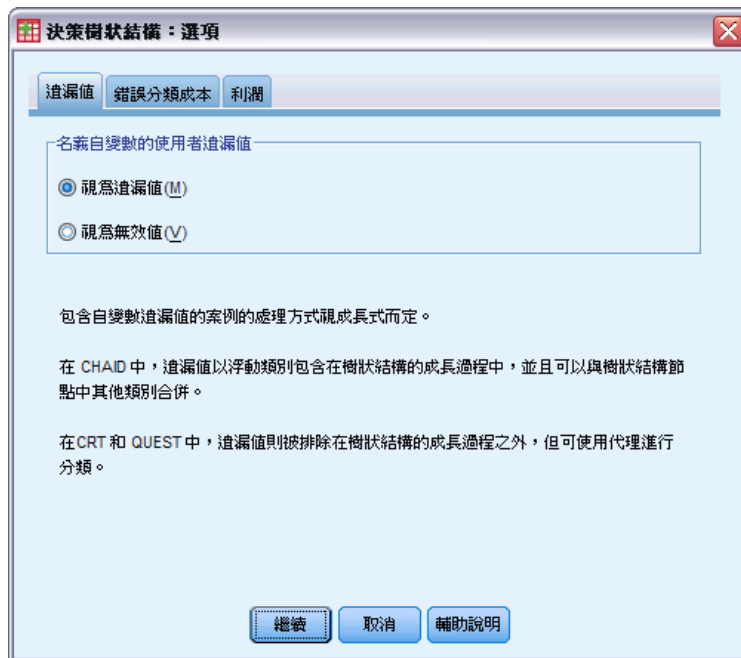 決策樹狀結構：選項
遺漏值 錯誤分類成本 利潤
名義自變數的使用者遺漏值
視為遺漏值(M)
視為無效值(V)
包含自變數遺漏值的案例的處理方式視成長式而定。
在 CHAID 中，遺漏值以浮動類別包含在樹狀結構的成長過程中，並且可以與樹狀結構節
點中其他類別合併。
在CRT 和 QUEST 中，遺漏值則被排除在樹狀結構的成長過程之外，但可使用代理進行
分類。
繼續 取消 輔助說明